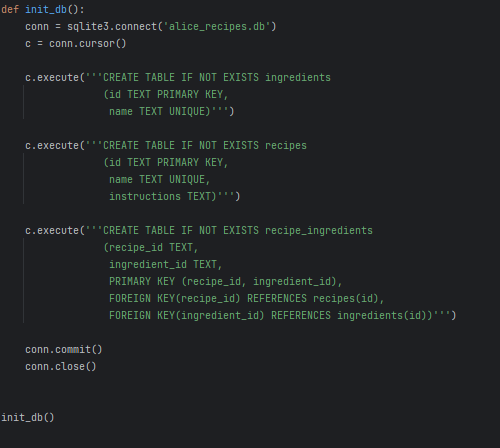 def init_db():
    conn = sqlite3.connect('alice_recipes.db')
    c = conn.cursor()

    c.execute('''CREATE TABLE IF NOT EXISTS ingredients
                 (id TEXT PRIMARY KEY,
                  name TEXT UNIQUE)''')

    c.execute('''CREATE TABLE IF NOT EXISTS recipes
                 (id TEXT PRIMARY KEY,
                  name TEXT UNIQUE,
                  instructions TEXT)''')

    c.execute('''CREATE TABLE IF NOT EXISTS recipe_ingredients
                 (recipe_id TEXT,
                  ingredient_id TEXT,
                  PRIMARY KEY (recipe_id, ingredient_id),
                  FOREIGN KEY(recipe_id) REFERENCES recipes(id),
                  FOREIGN KEY(ingredient_id) REFERENCES ingredients(id))''')

    conn.commit()
    conn.close()


init_db()